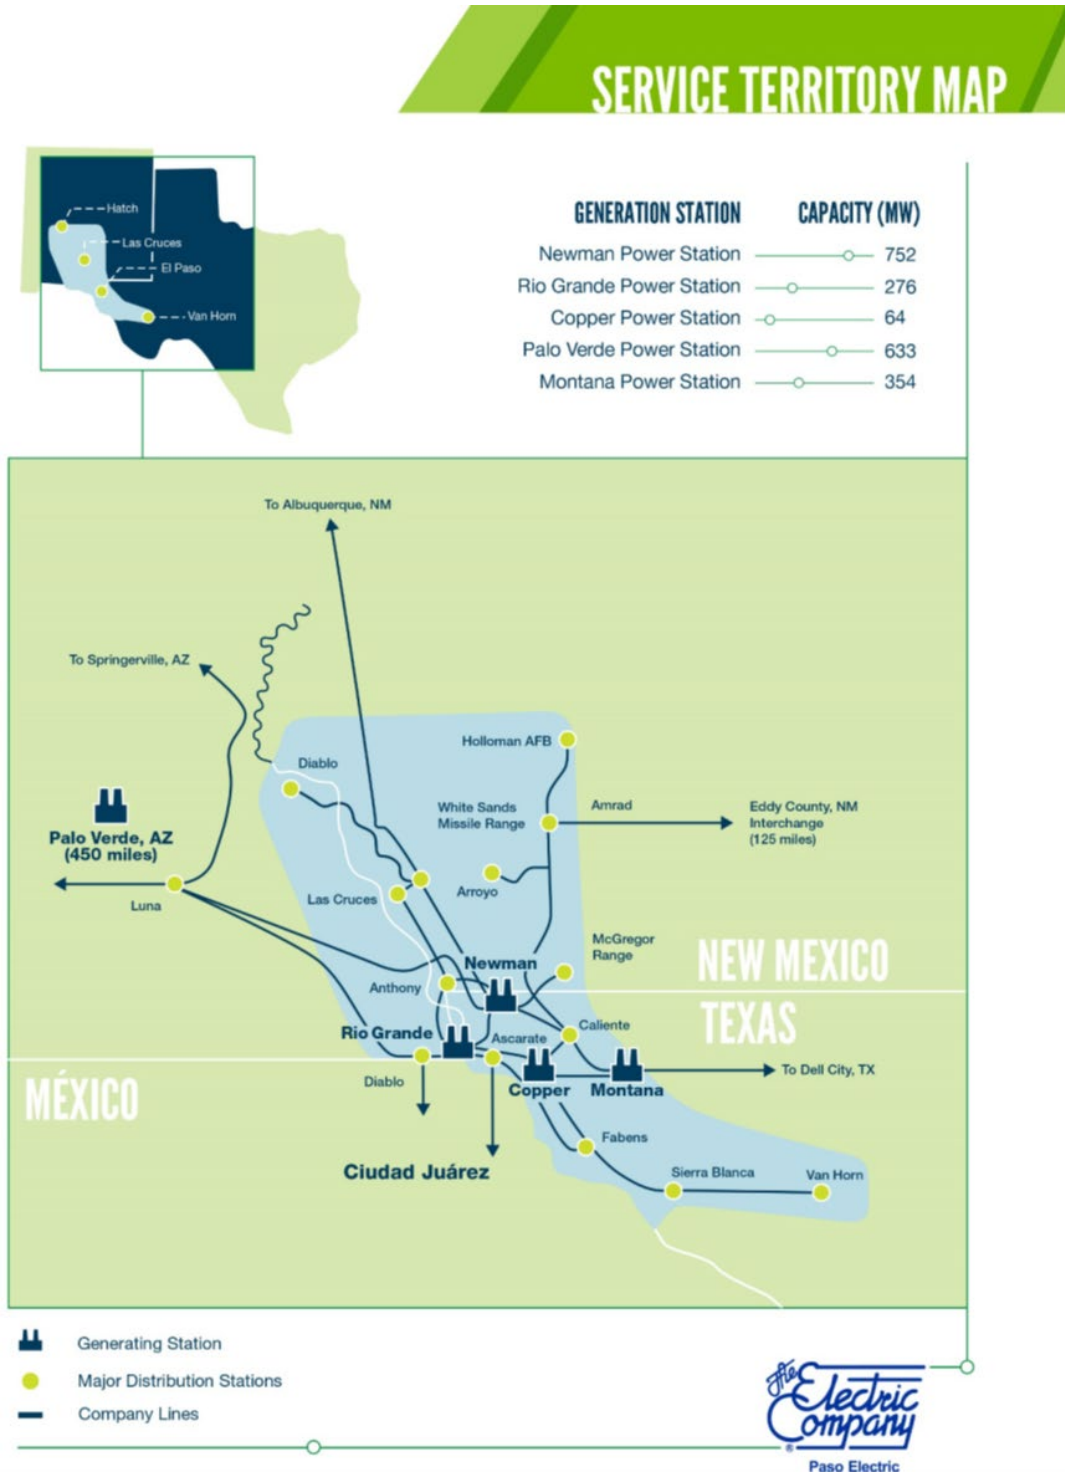 SERVICE TERRITORY MAP
Hatch
Las Cruces
El Paso
Van Horn
GENERATION STATION CAPACITY (MW)
Newman Power Station 752
Rio Grande Power Station 276
Copper Power Station 64
Palo Verde Power Station 633
Montana Power Station 354
To Albuquerque, NM
To Springerville, AZ
Holloman AFB
Diablo
White Sands
Missile Range
Amrad
Eddy County, NM
Interchange
(125 miles)
Palo Verde, AZ
(450 miles)
Luna
Las Cruces
Arroyo
McGregor
Range
NEW MEXICO
Newman
Anthony
TEXAS
Rio Grande
Ascarate
Caliente
Diablo
To Dell City, TX
MÉXICO
Copper
Montana
Fabens
Ciudad Juárez
Sierra Blanca
Van Horn
Generating Station
Major Distribution Stations
Company Lines
The
Electric
Company
®
Paso Electric